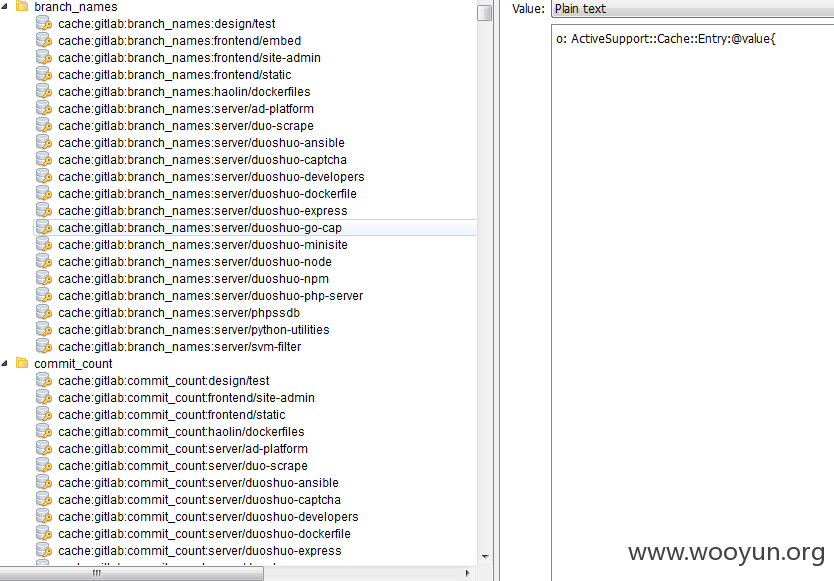 branch_names
cache:gitlab:branch_names:design/test
cache:gitlab:branch_names:frontend/embed
cache:gitlab:branch_names:frontend/site-admin
cache:gitlab:branch_names:frontend/static
cache:gitlab:branch_names:haolin/dockerfiles
cache:gitlab:branch_names:server/ad-platform
cache:gitlab:branch_names:server/duo-scrape
cache:gitlab:branch_names:server/duoshuo-ansible
cache:gitlab:branch_names:server/duoshuo-captcha
cache:gitlab:branch_names:server/duoshuo-developers
cache:gitlab:branch_names:server/duoshuo-dockerfile
cache:gitlab:branch_names:server/duoshuo-express
cache:gitlab:branch_names:server/duoshuo-go-cap
cache:gitlab:branch_names:server/duoshuo-minisite
cache:gitlab:branch_names:server/duoshuo-node
cache:gitlab:branch_names:server/duoshuo-npm
cache:gitlab:branch_names:server/duoshuo-php-server
cache:gitlab:branch_names:server/phpssdb
cache:gitlab:branch_names:server/python-utilities
cache:gitlab:branch_names:server/svm-filter
commit_count
cache:gitlab:commit_count:design/test
cache:gitlab:commit_count:frontend/site-admin
cache:gitlab:commit_count:frontend/static
cache:gitlab:commit_count:haolin/dockerfiles
cache:gitlab:commit_count:server/ad-platform
cache:gitlab:commit_count:server/duo-scrape
cache:gitlab:commit_count:server/duoshuo-ansible
cache:gitlab:commit_count:server/duoshuo-captcha
cache:gitlab:commit_count:server/duoshuo-developers
cache:gitlab:commit_count:server/duoshuo-dockerfile
cache:gitlab:commit_count:server/duoshuo-express
Value: Plain text
o: ActiveSupport::Cache::Entry:@value{
www.wooyun.org